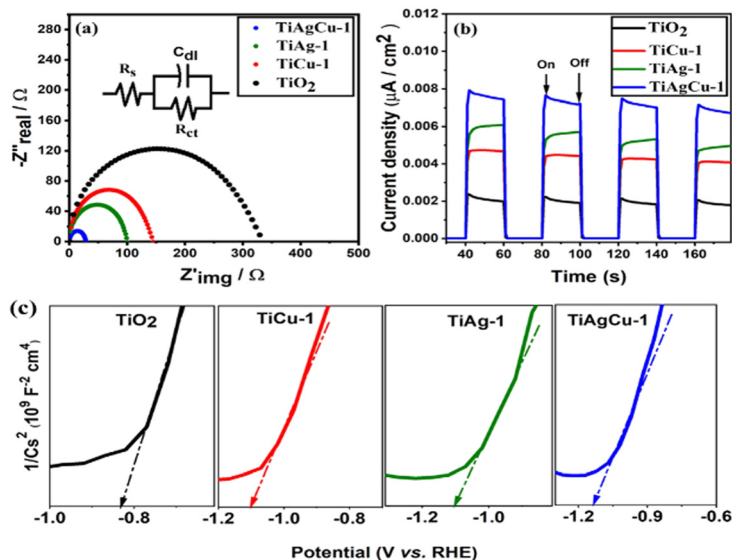 (a)
TiAgCu-1
TiAg-1
TiCu-1
TiO2
Rs
Cdl
Rct
-Z''real / Ω
300
240
200
160
120
80
40
0
0 100 200 300 400
Z'img / Ω
(b)
TiO2
TiCu-1
TiAg-1
TiAgCu-1
On
Off
Current density (µA / cm2)
0.012
0.010
0.008
0.006
0.004
0.002
0.000
40 60 80 100 120 140 160
Time (s)
(c)
TiO2
TiCu-1
TiAg-1
TiAgCu-1
1/Cs2 (109 F-2 cm4)
-1.0 -0.8 -0.6
-1.2 -1.0 -0.8
-1.2 -1.0
-1.2 -0.9 -0.6
Potential (V vs. RHE)